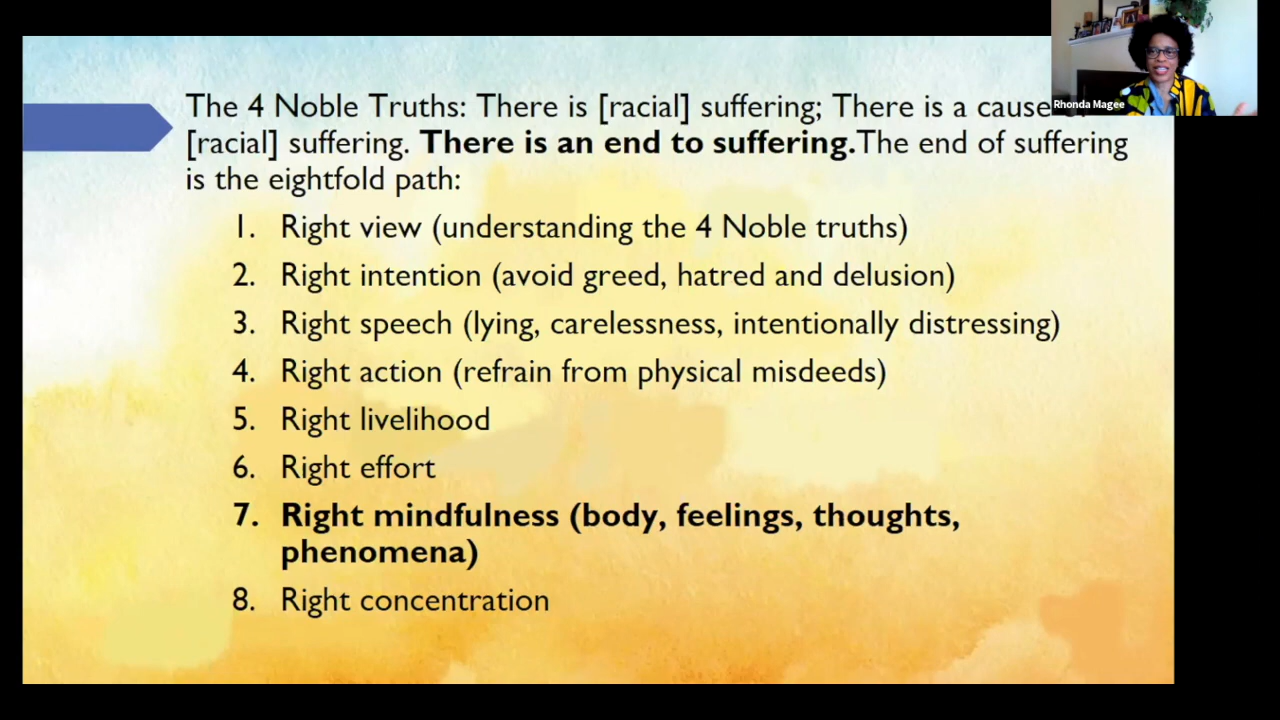 The 4 Noble Truths: There is [racial] suffering; There is a cause
[racial] suffering. There is an end to suffering.The end of suffering
is the eightfold path:
1. Right view (understanding the 4 Noble truths)
2. Right intention (avoid greed, hatred and delusion)
3. Right speech (lying, carelessness, intentionally distressing)
4. Right action (refrain from physical misdeeds)
5. Right livelihood
6. Right effort
7. Right mindfulness (body, feelings, thoughts,
phenomena)
8. Right concentration
Rhonda Magee